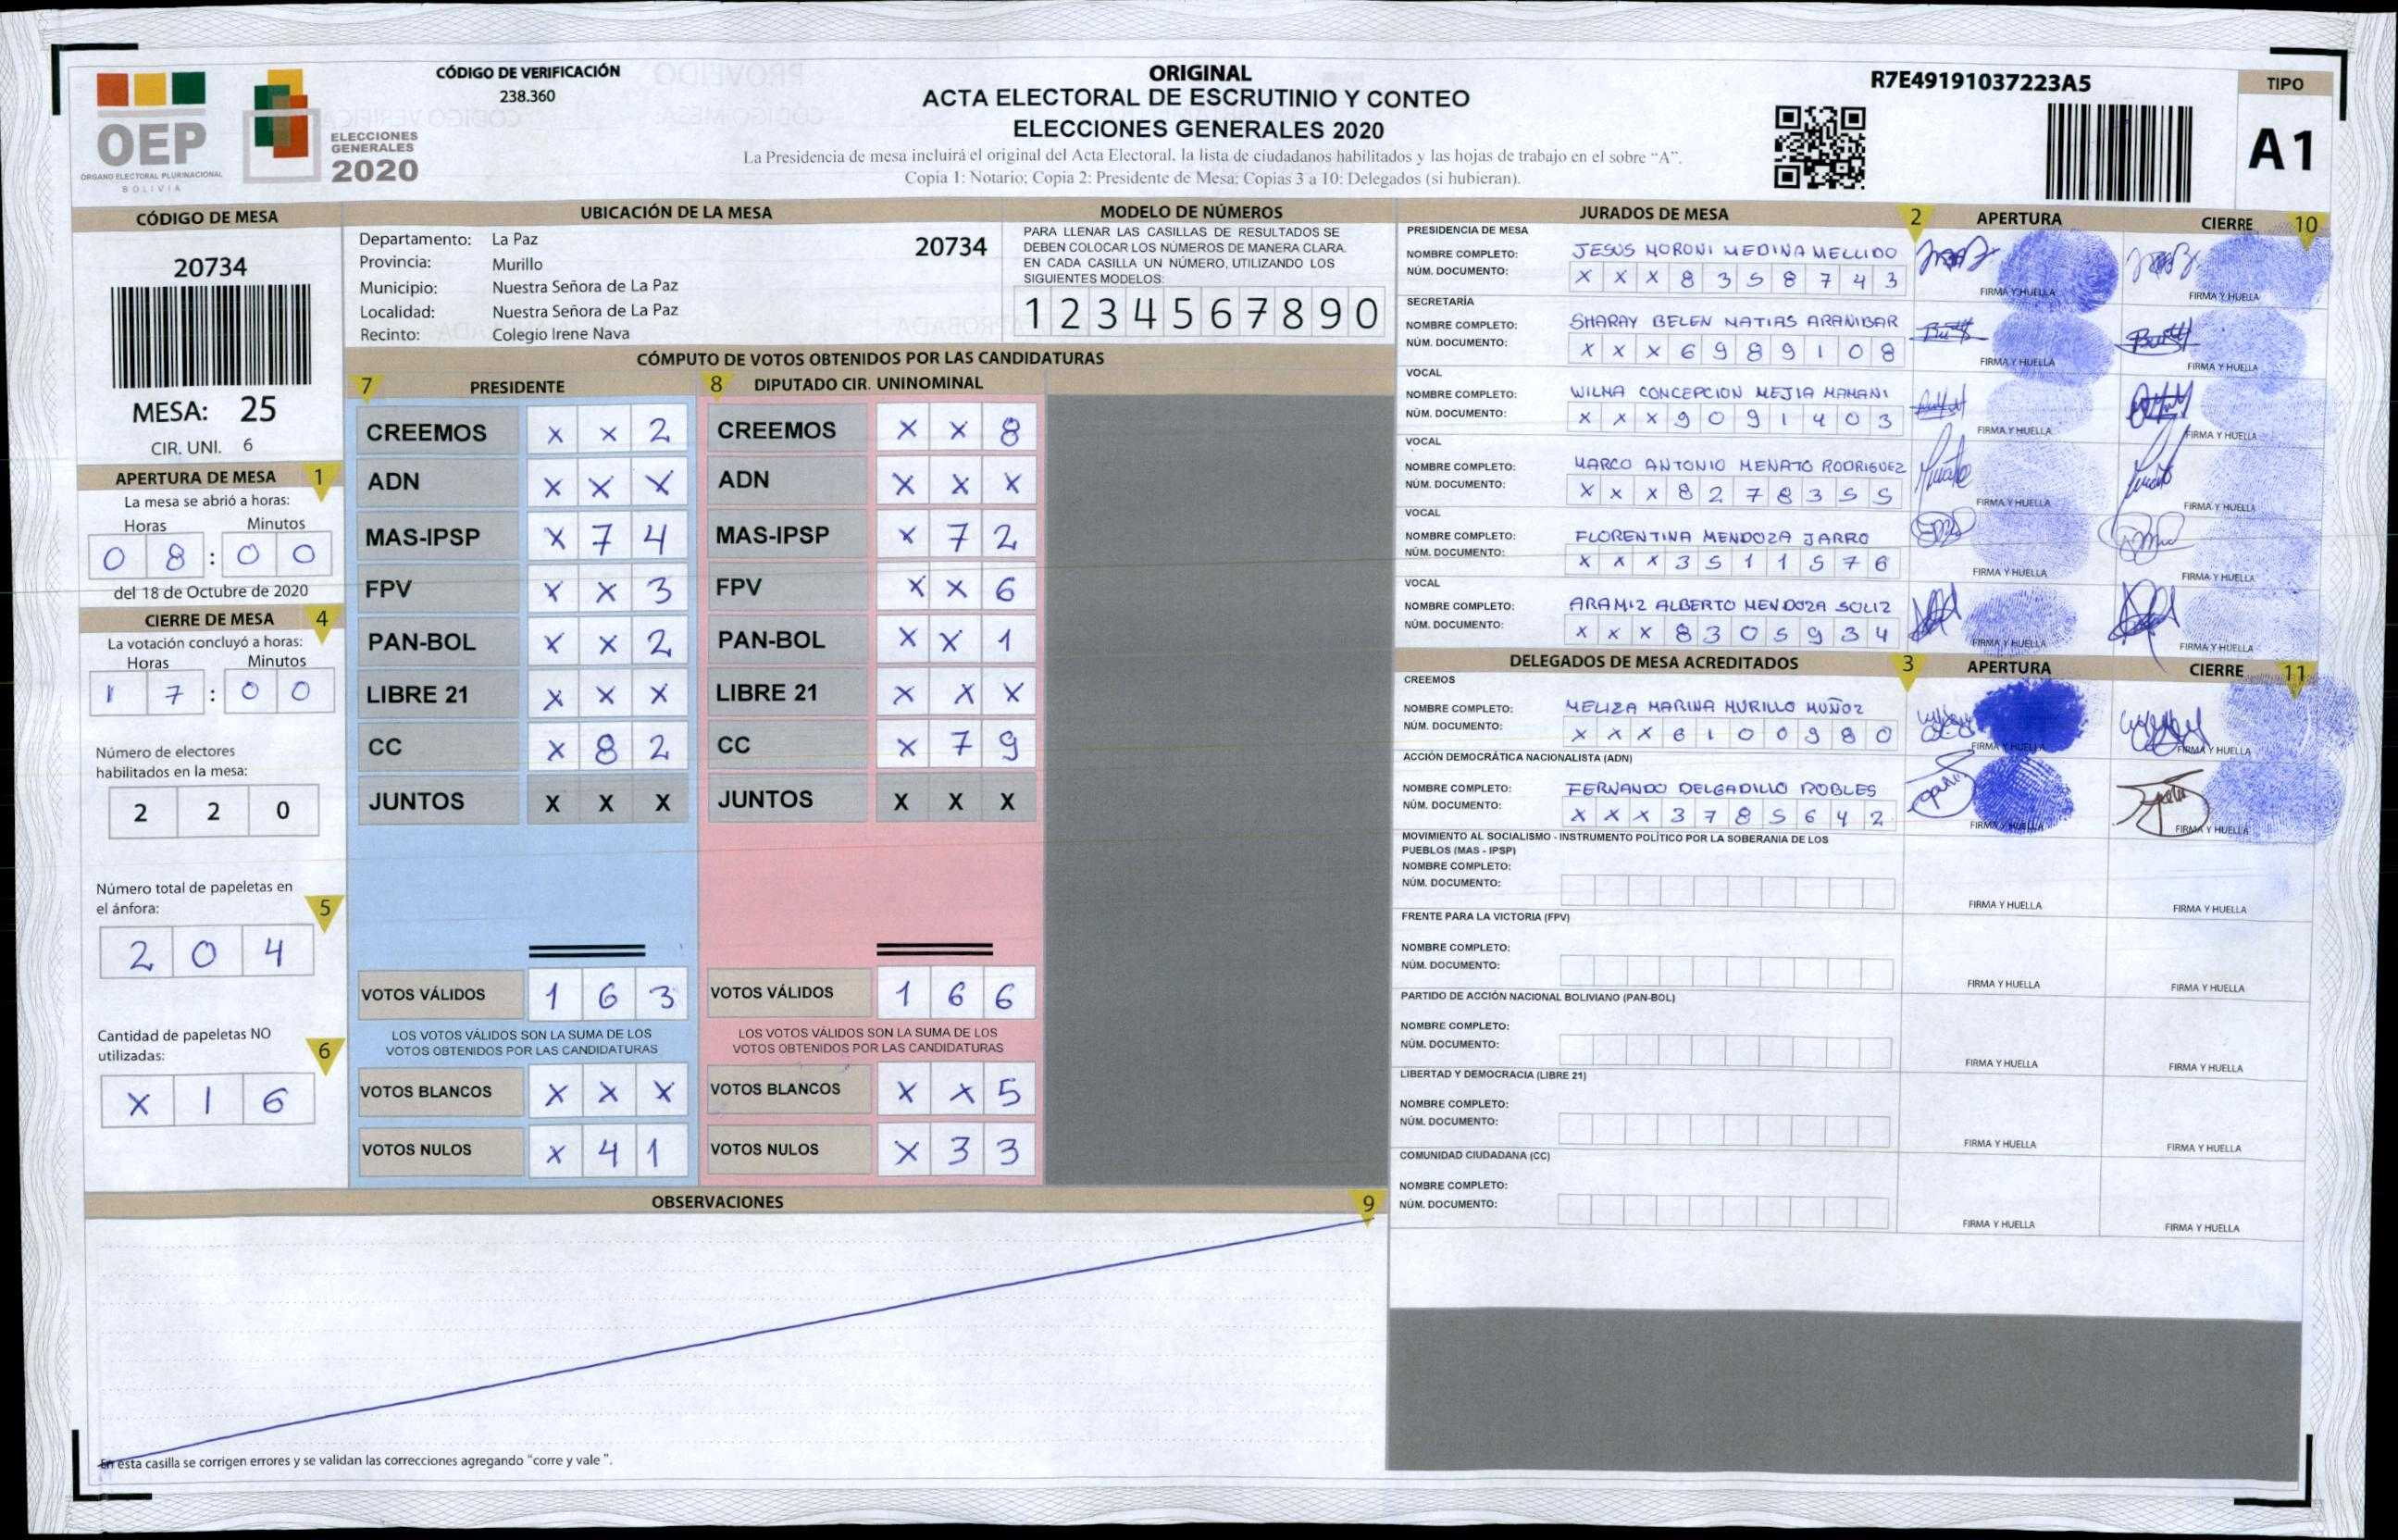 CÓDIGO DE VERIFICACIÓN
238.360
OEP
ÓRGANO ELECTORAL PLURINACIONAL
BOLIVIA
ELECCIONES
GENERALES
2020
ORIGINAL
ACTA ELECTORAL DE ESCRUTINIO Y CONTEO
ELECCIONES GENERALES 2020
La Presidencia de mesa incluirá el original del Acta Electoral, la lista de ciudadanos habilitados y las hojas de trabajo en el sobre “A”.
Copia 1: Notario; Copia 2: Presidente de Mesa; Copias 3 a 10: Delegados (si hubieran).
R7E49191037223A5
TIPO
A1
CÓDIGO DE MESA
20734
MESA: 25
CIR. UNI. 6
APERTURA DE MESA 1
La mesa se abrió a horas:
Horas Minutos
0 8 : 0 0
del 18 de Octubre de 2020
CIERRE DE MESA 4
La votación concluyó a horas:
Horas Minutos
1 7 : 0 0
Número de electores
habilitados en la mesa:
2 2 0
Número total de papeletas en
el ánfora: 5
2 0 4
Cantidad de papeletas NO
utilizadas: 6
X 1 6
UBICACIÓN DE LA MESA
Departamento: La Paz 20734
Provincia: Murillo
Municipio: Nuestra Señora de La Paz
Localidad: Nuestra Señora de La Paz
Recinto: Colegio Irene Nava
MODELO DE NÚMEROS
PARA LLENAR LAS CASILLAS DE RESULTADOS SE
DEBEN COLOCAR LOS NÚMEROS DE MANERA CLARA.
EN CADA CASILLA UN NÚMERO, UTILIZANDO LOS
SIGUIENTES MODELOS:
1 2 3 4 5 6 7 8 9 0
CÓMPUTO DE VOTOS OBTENIDOS POR LAS CANDIDATURAS
7 PRESIDENTE
CREEMOS X X 2
ADN X X X
MAS-IPSP X 7 4
FPV X X 3
PAN-BOL X X 2
LIBRE 21 X X X
CC X 8 2
JUNTOS X X X
VOTOS VÁLIDOS 1 6 3
LOS VOTOS VÁLIDOS SON LA SUMA DE LOS
VOTOS OBTENIDOS POR LAS CANDIDATURAS
VOTOS BLANCOS X X X
VOTOS NULOS X 4 1
8 DIPUTADO CIR. UNINOMINAL
CREEMOS X X 8
ADN X X X
MAS-IPSP X 7 2
FPV X X 6
PAN-BOL X X 1
LIBRE 21 X X X
CC X 7 9
JUNTOS X X X
VOTOS VÁLIDOS 1 6 6
LOS VOTOS VÁLIDOS SON LA SUMA DE LOS
VOTOS OBTENIDOS POR LAS CANDIDATURAS
VOTOS BLANCOS X X 5
VOTOS NULOS X 3 3
OBSERVACIONES 9
En esta casilla se corrigen errores y se validan las correcciones agregando “corre y vale ”.
JURADOS DE MESA 2 APERTURA CIERRE 10
PRESIDENCIA DE MESA
NOMBRE COMPLETO: JESUS MORONI MEDINA MELLIDO
NÚM. DOCUMENTO: X X X 8 3 5 8 7 4 3
FIRMA Y HUELLA FIRMA Y HUELLA
SECRETARÍA
NOMBRE COMPLETO: SHARAY BELEN MATIAS ARANIBAR
NÚM. DOCUMENTO: X X X 6 9 8 9 1 0 8
FIRMA Y HUELLA FIRMA Y HUELLA
VOCAL
NOMBRE COMPLETO: WILMA CONCEPCION MEJIA MAMANI
NÚM. DOCUMENTO: X X X 9 0 9 1 4 0 3
FIRMA Y HUELLA FIRMA Y HUELLA
VOCAL
NOMBRE COMPLETO: MARCO ANTONIO MENATO RODRIGUEZ
NÚM. DOCUMENTO: X X X 8 2 7 8 3 5 5
FIRMA Y HUELLA FIRMA Y HUELLA
VOCAL
NOMBRE COMPLETO: FLORENTINA MENDOZA JARRO
NÚM. DOCUMENTO: X X X 3 5 1 1 5 7 6
FIRMA Y HUELLA FIRMA Y HUELLA
VOCAL
NOMBRE COMPLETO: ARAMIZ ALBERTO MENDOZA SOLIZ
NÚM. DOCUMENTO: X X X 8 3 0 5 9 3 4
FIRMA Y HUELLA FIRMA Y HUELLA
DELEGADOS DE MESA ACREDITADOS 3 APERTURA CIERRE 11
CREEMOS
NOMBRE COMPLETO: MELIZA MARINA MURILLO MUÑOZ
NÚM. DOCUMENTO: X X X 6 1 0 0 9 8 0
FIRMA Y HUELLA FIRMA Y HUELLA
ACCIÓN DEMOCRÁTICA NACIONALISTA (ADN)
NOMBRE COMPLETO: FERNANDO DELGADILLO ROBLES
NÚM. DOCUMENTO: X X X 3 7 8 5 6 4 2
FIRMA Y HUELLA FIRMA Y HUELLA
MOVIMIENTO AL SOCIALISMO - INSTRUMENTO POLÍTICO POR LA SOBERANIA DE LOS
PUEBLOS (MAS - IPSP)
NOMBRE COMPLETO:
NÚM. DOCUMENTO:
FIRMA Y HUELLA FIRMA Y HUELLA
FRENTE PARA LA VICTORIA (FPV)
NOMBRE COMPLETO:
NÚM. DOCUMENTO:
FIRMA Y HUELLA FIRMA Y HUELLA
PARTIDO DE ACCIÓN NACIONAL BOLIVIANO (PAN-BOL)
NOMBRE COMPLETO:
NÚM. DOCUMENTO:
FIRMA Y HUELLA FIRMA Y HUELLA
LIBERTAD Y DEMOCRACIA (LIBRE 21)
NOMBRE COMPLETO:
NÚM. DOCUMENTO:
FIRMA Y HUELLA FIRMA Y HUELLA
COMUNIDAD CIUDADANA (CC)
NOMBRE COMPLETO:
NÚM. DOCUMENTO:
FIRMA Y HUELLA FIRMA Y HUELLA